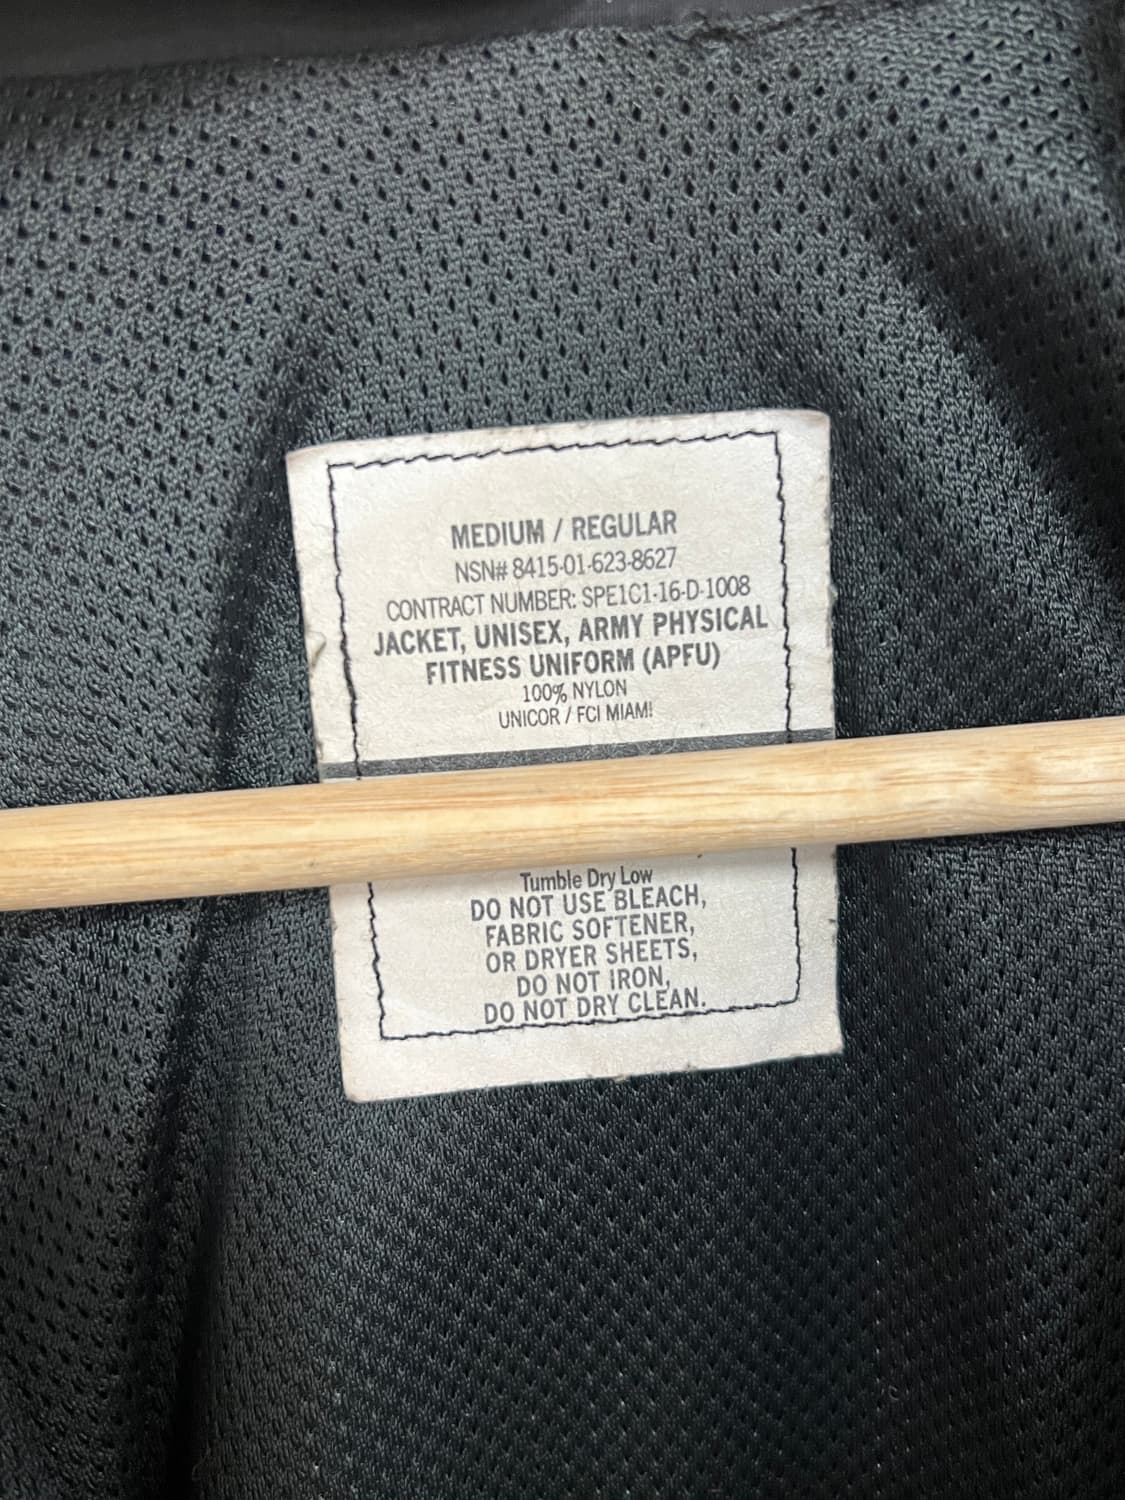 MEDIUM / REGULAR
NSN# 8415-01-623-8627
CONTRACT NUMBER: SPE1C1-16-D-1008
JACKET, UNISEX, ARMY PHYSICAL
FITNESS UNIFORM (APFU)
100% NYLON
UNICOR / FCI MIAMI
Tumble Dry Low
DO NOT USE BLEACH,
FABRIC SOFTENER,
OR DRYER SHEETS,
DO NOT IRON,
DO NOT DRY CLEAN.